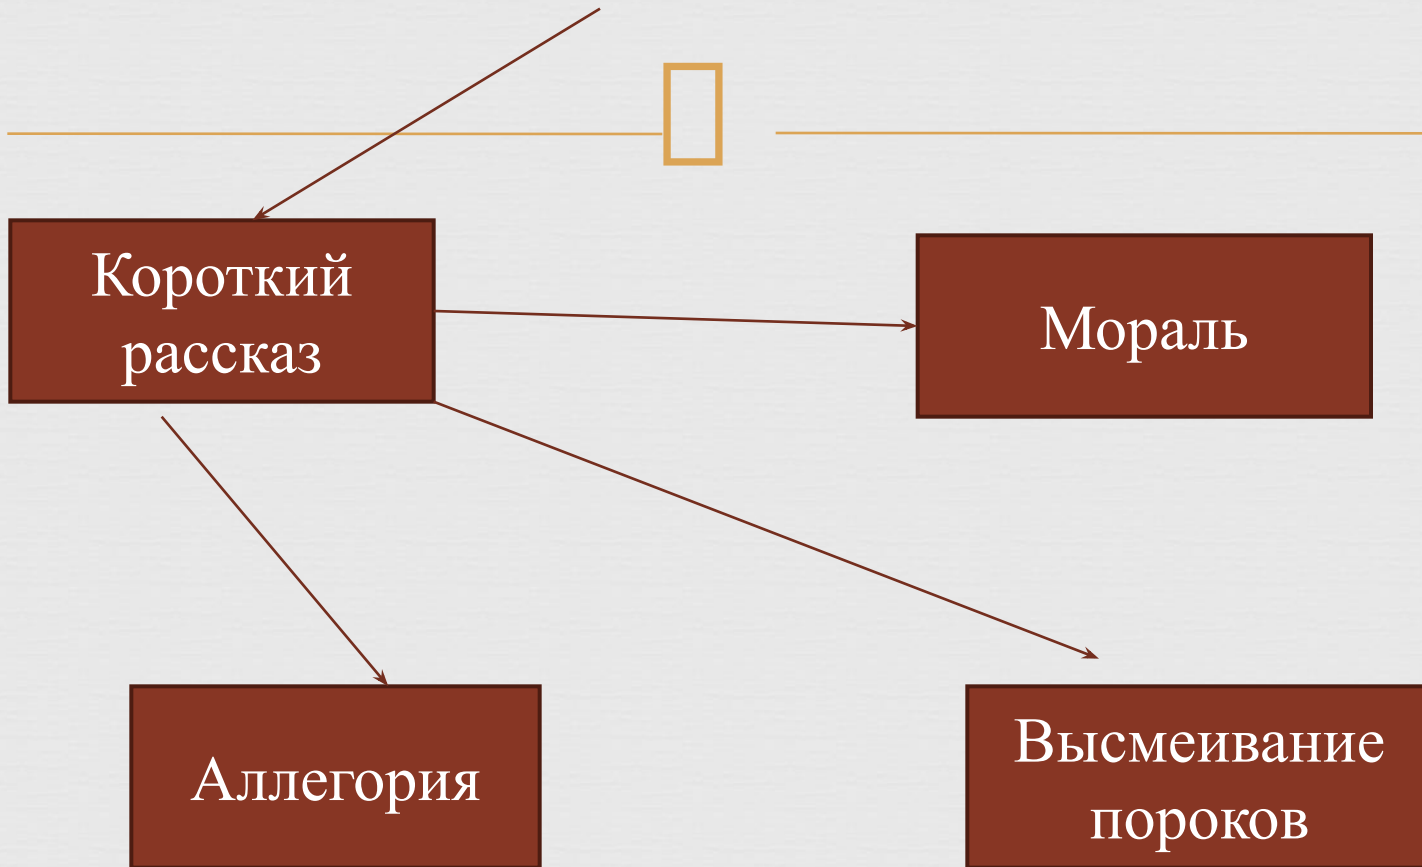 Короткий
рассказ
Мораль
Аллегория
Высмеивание
пороков